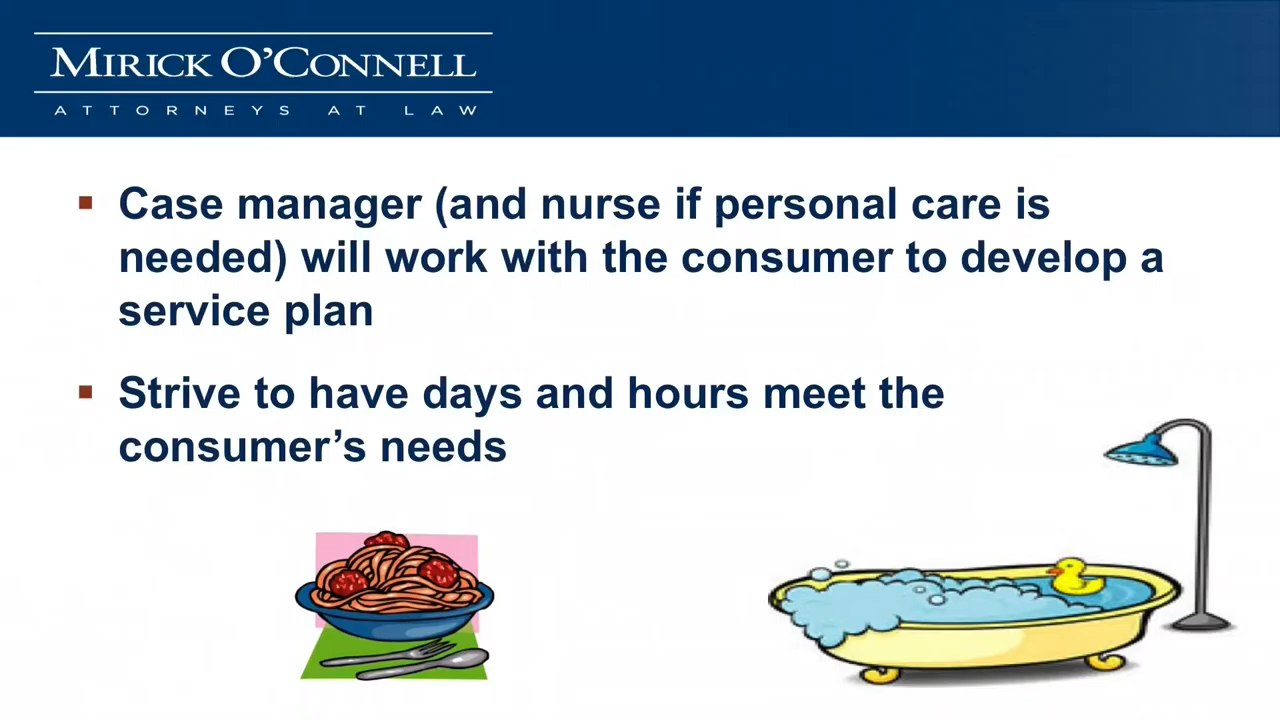 MIRICK O'CONNELL
ATTORNEYS AT LAW
▪ Case manager (and nurse if personal care is
needed) will work with the consumer to develop a
service plan
▪ Strive to have days and hours meet the
consumer’s needs